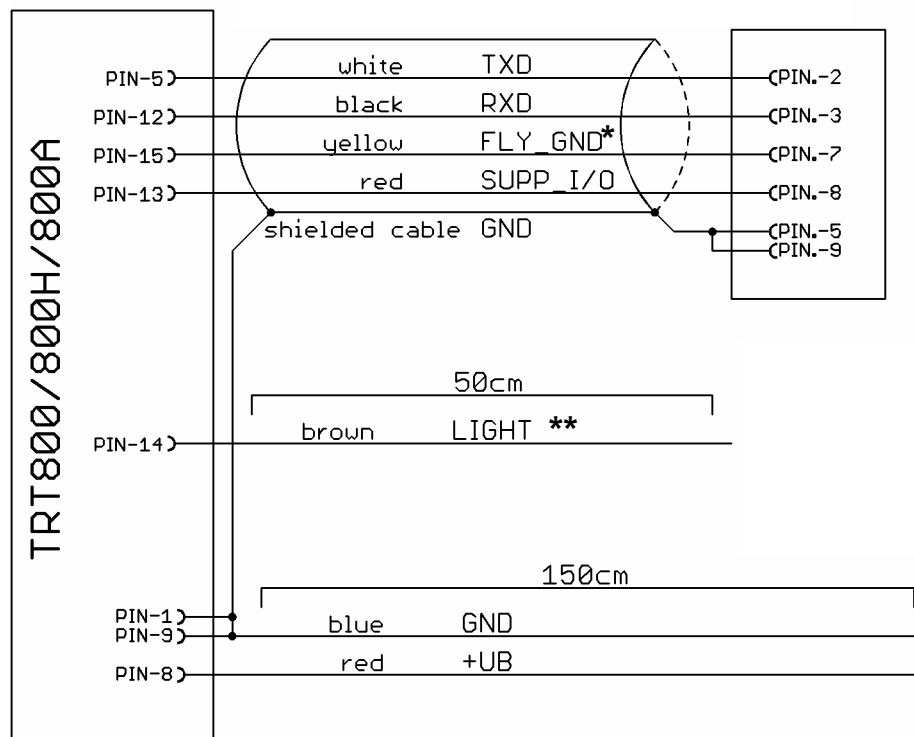 TRT800/800H/800A
PIN-5 white TXD PIN.-2
PIN-12 black RXD PIN.-3
PIN-15 yellow FLY_GND* PIN.-7
PIN-13 red SUPP_I/O PIN.-8
shielded cable GND PIN.-5
PIN.-9
50cm
PIN-14 brown LIGHT **
150cm
PIN-1
PIN-9 blue GND
PIN-8 red +UB